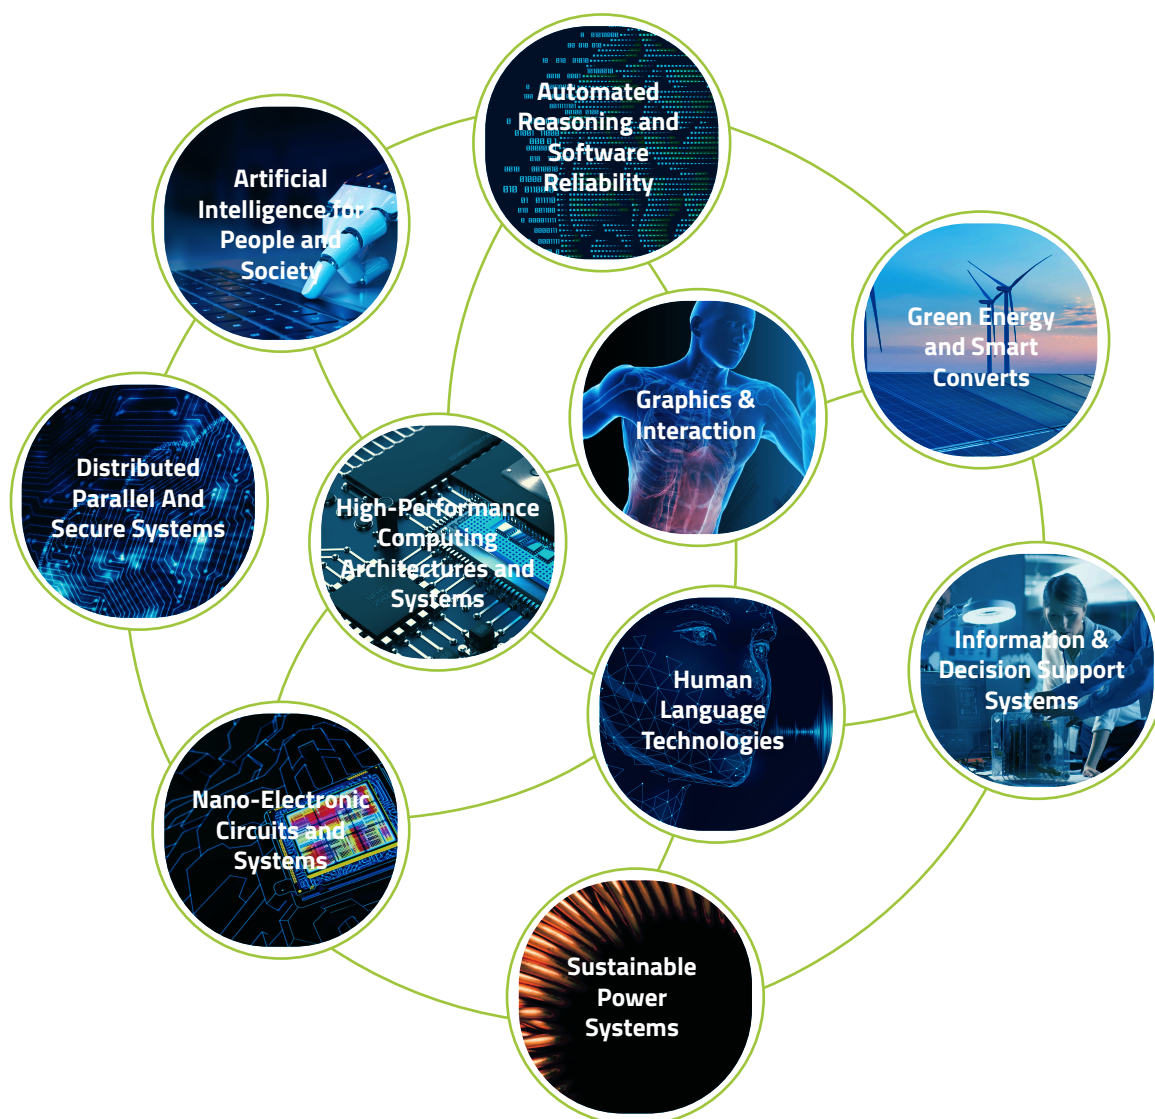 Automated
Reasoning and
Software
Reliability
Artificial
Intelligence for
People and
Society
Green Energy
and Smart
Converts
Graphics &
Interaction
Distributed
Parallel And
Secure Systems
High-Performance
Computing
Architectures and
Systems
Information &
Decision Support
Systems
Human
Language
Technologies
Nano-Electronic
Circuits and
Systems
Sustainable
Power
Systems